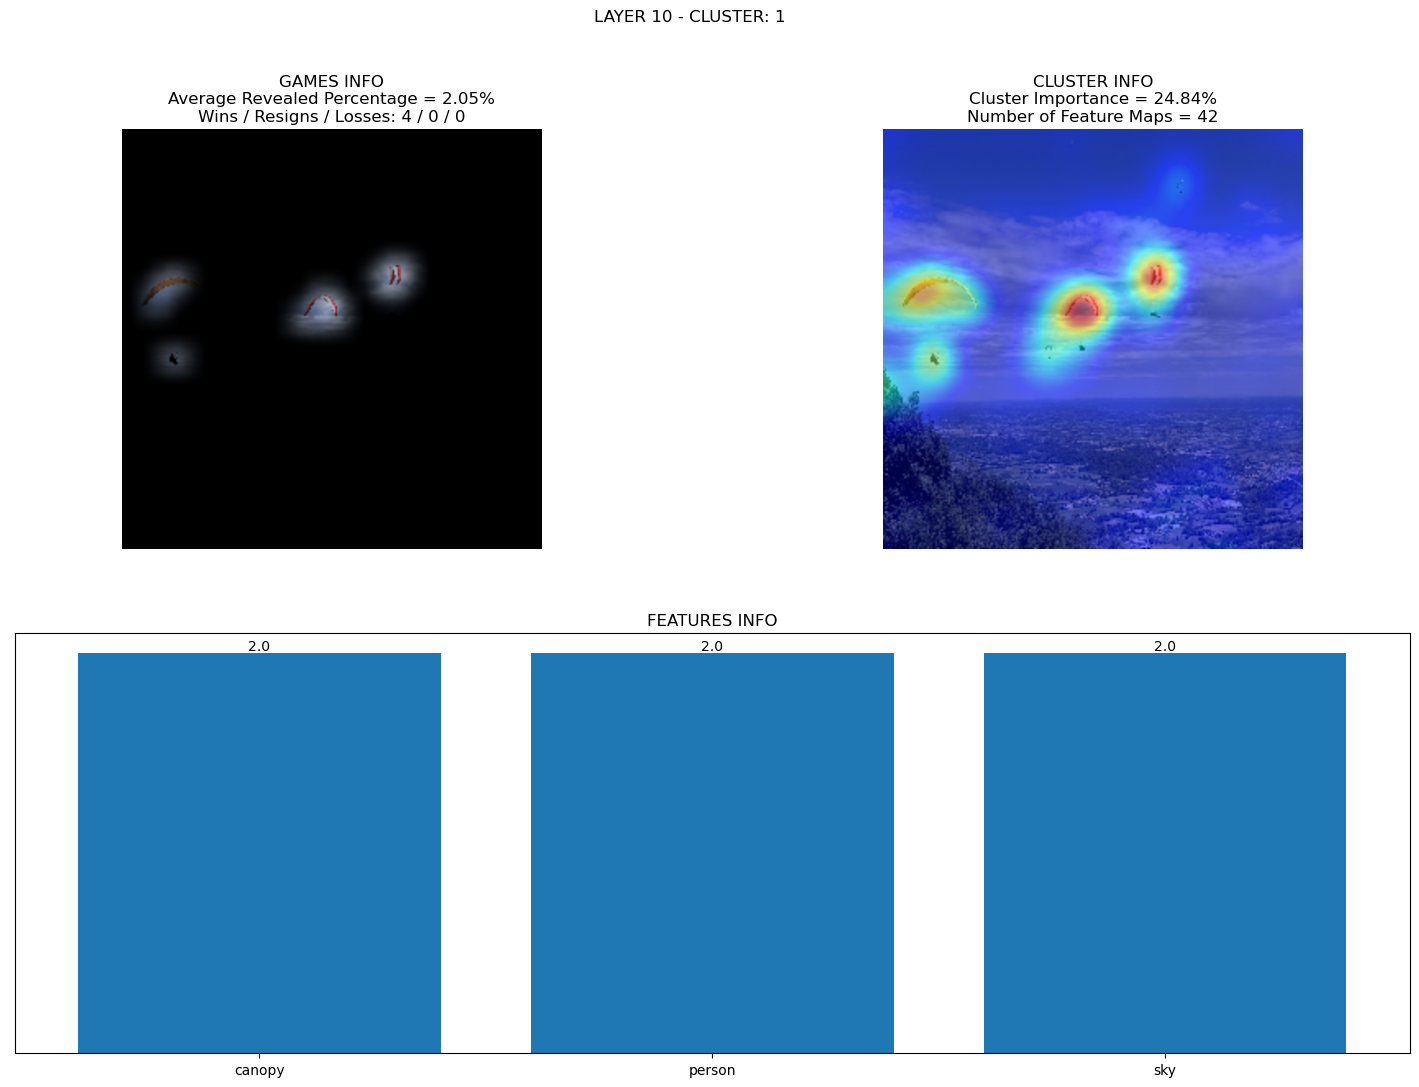 LAYER 10 - CLUSTER: 1
GAMES INFO
Average Revealed Percentage = 2.05%
Wins / Resigns / Losses: 4 / 0 / 0
CLUSTER INFO
Cluster Importance = 24.84%
Number of Feature Maps = 42
FEATURES INFO
2.0
2.0
2.0
canopy
person
sky